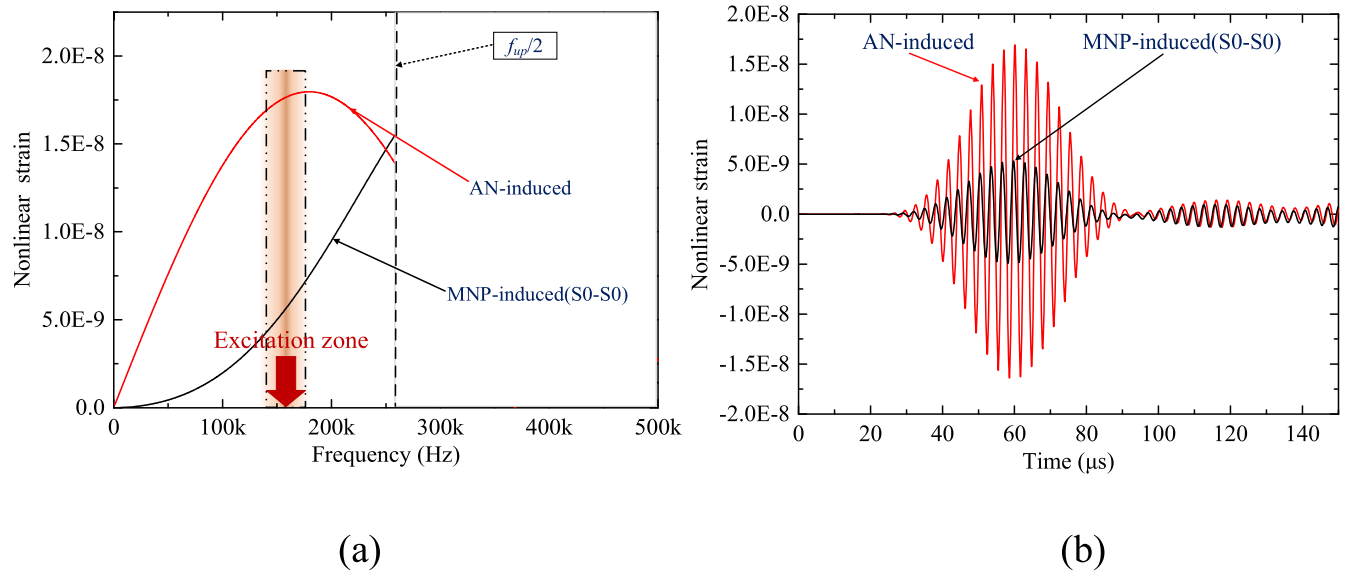 2.0E-8
1.5E-8
1.0E-8
5.0E-9
0.0
Nonlinear strain
f_up/2
AN-induced
MNP-induced(S0-S0)
Excitation zone
0
100k
200k
300k
400k
500k
Frequency (Hz)
(a)
2.0E-8
1.5E-8
1.0E-8
5.0E-9
0.0
-5.0E-9
-1.0E-8
-1.5E-8
-2.0E-8
Nonlinear strain
AN-induced
MNP-induced(S0-S0)
0
20
40
60
80
100
120
140
Time (μs)
(b)